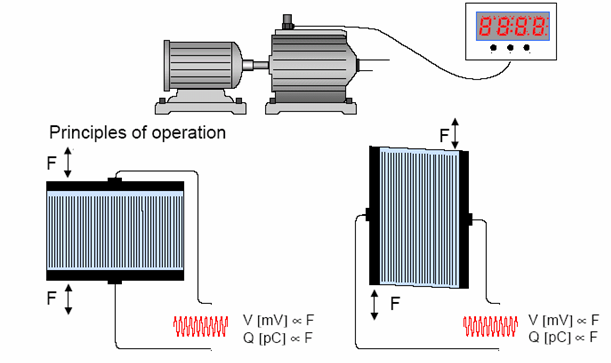 8:8:8:8:
Principles of operation
F
F
V [mV] ∝ F
Q [pC] ∝ F
F
F
V [mV] ∝ F
Q [pC] ∝ F